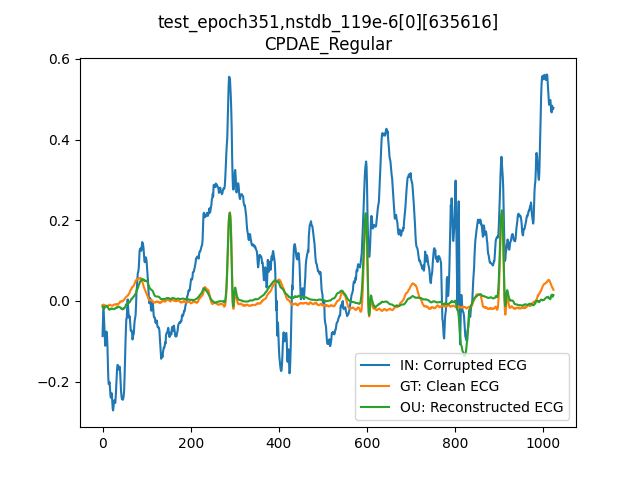 test_epoch351,nstdb_119e-6[0][635616]
CPDAE_Regular
0.6
0.4
0.2
0.0
−0.2
0 200 400 600 800 1000
IN: Corrupted ECG
GT: Clean ECG
OU: Reconstructed ECG